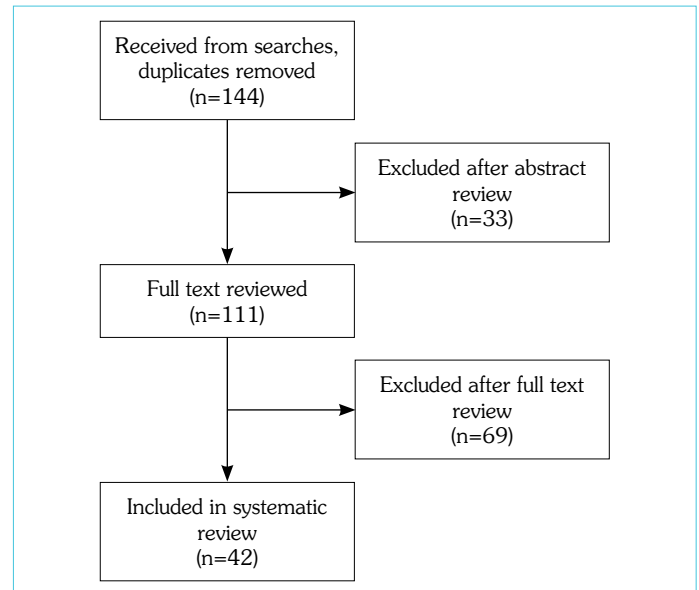 Received from searches,
duplicates removed
(n=144)
Excluded after abstract
review
(n=33)
Full text reviewed
(n=111)
Excluded after full text
review
(n=69)
Included in systematic
review
(n=42)